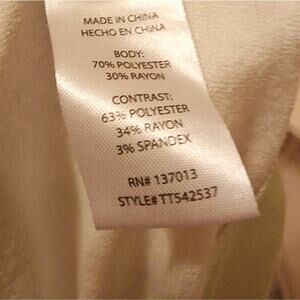 MADE IN CHINA
HECHO EN CHINA
BODY:
70% POLYESTER
30% RAYON
CONTRAST:
63% POLYESTER
34% RAYON
3% SPANDEX
RN# 137013
STYLE# TT542537